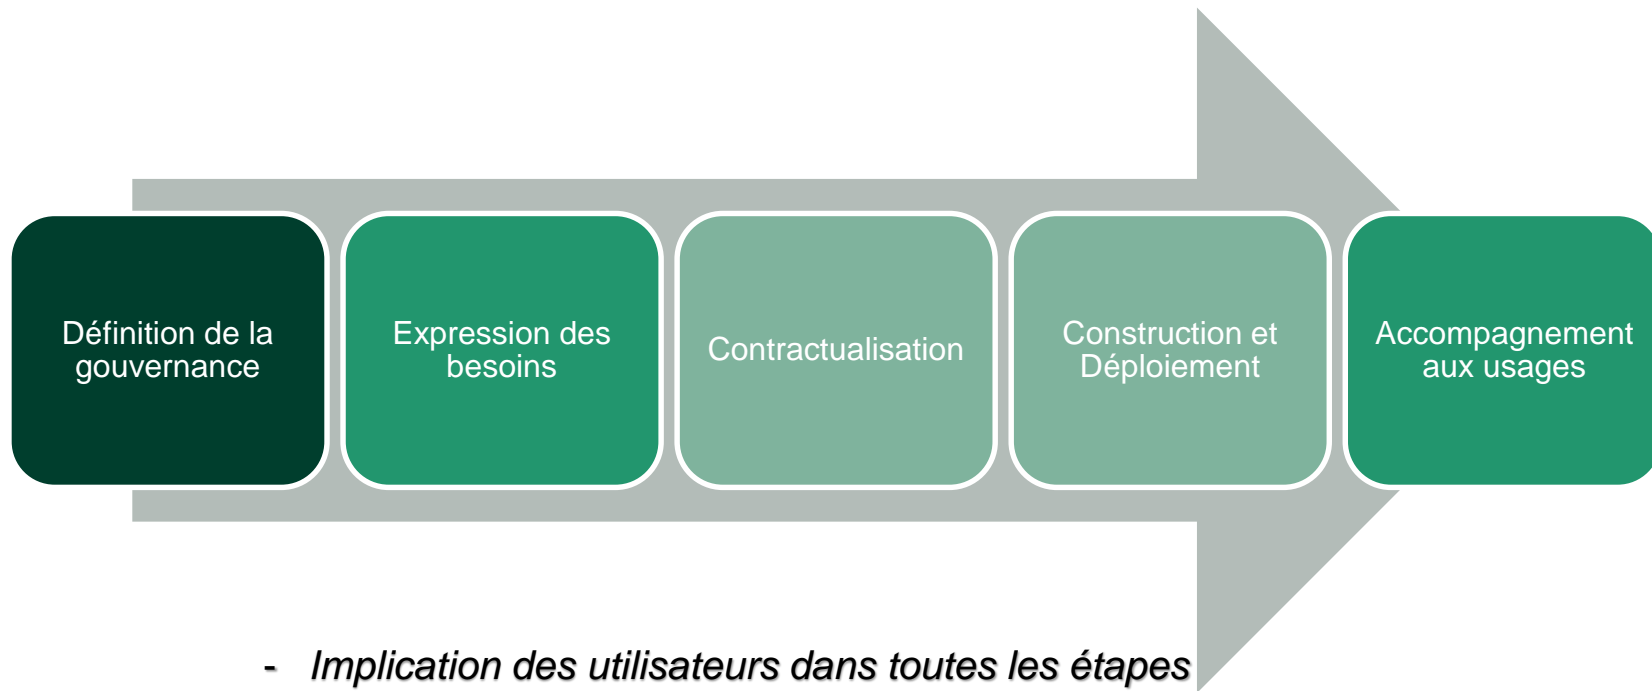 Définition de la
gouvernance
Expression des
besoins
Contractualisation
Construction et
Déploiement
Accompagnement
aux usages
- Implication des utilisateurs dans toutes les étapes